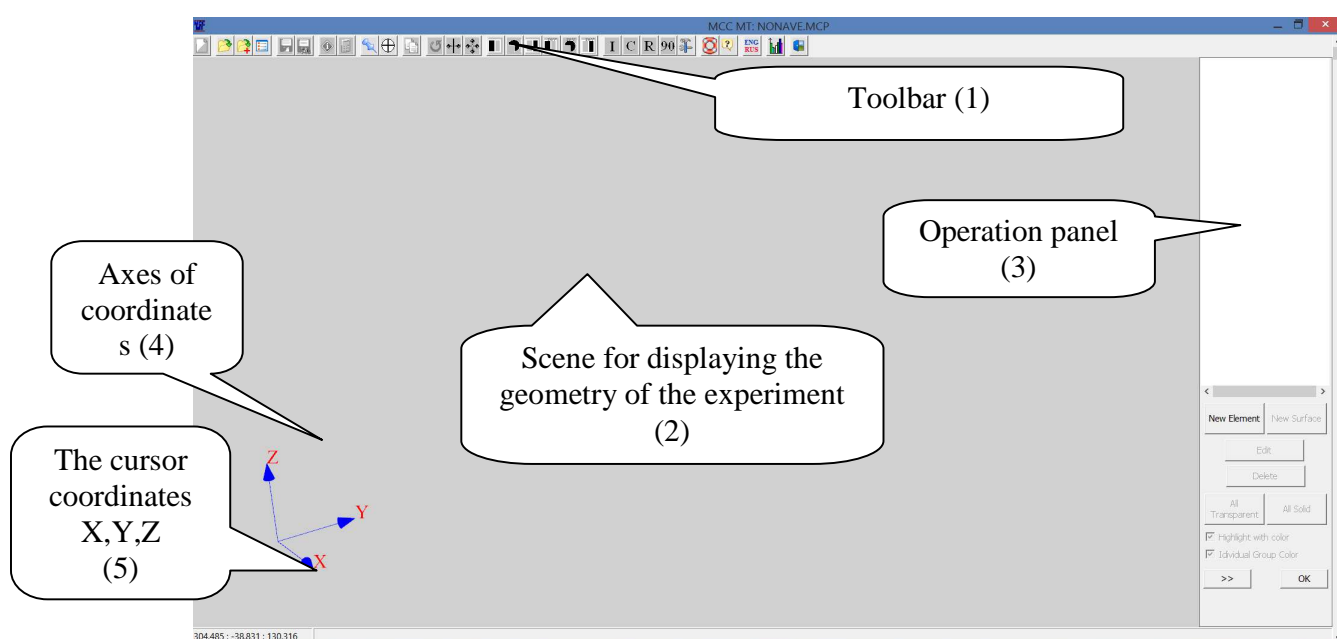 MCC MT: NONAVE.MCP
I C R 90 ENG
RUS
Toolbar (1)
Operation panel
(3)
Axes of
coordinate
s (4)
Scene for displaying the
geometry of the experiment
(2)
The cursor
coordinates
X,Y,Z
(5)
Z
Y
X
New Element New Surface
Edit
Delete
All
Transparent All Solid
Highlight with color
Idividual Group Color
>> OK
304.485 : -38.831 : 130.316